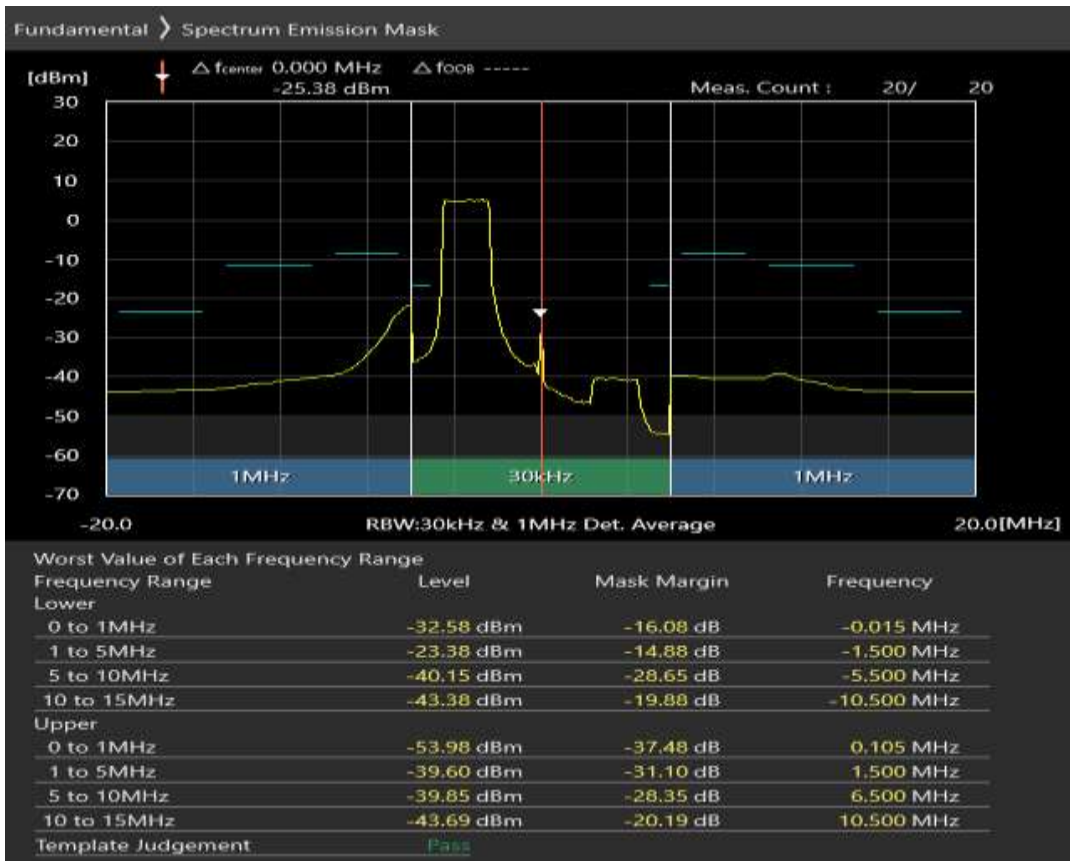 Fundamental 》 Spectrum Emission Mask
[dBm] △ fcenter 0.000 MHz △ fOOB -----
-25.38 dBm Meas. Count : 20/ 20
30
20
10
0
-10
-20
-30
-40
-50
-60
-70
1MHz 30kHz 1MHz
-20.0 RBW:30kHz & 1MHz Det. Average 20.0[MHz]
Worst Value of Each Frequency Range
Frequency Range Level Mask Margin Frequency
Lower
0 to 1MHz -32.58 dBm -16.08 dB -0.015 MHz
1 to 5MHz -23.38 dBm -14.88 dB -1.500 MHz
5 to 10MHz -40.15 dBm -28.65 dB -5.500 MHz
10 to 15MHz -43.38 dBm -19.88 dB -10.500 MHz
Upper
0 to 1MHz -53.98 dBm -37.48 dB 0.105 MHz
1 to 5MHz -39.60 dBm -31.10 dB 1.500 MHz
5 to 10MHz -39.85 dBm -28.35 dB 6.500 MHz
10 to 15MHz -43.69 dBm -20.19 dB 10.500 MHz
Template Judgement Pass